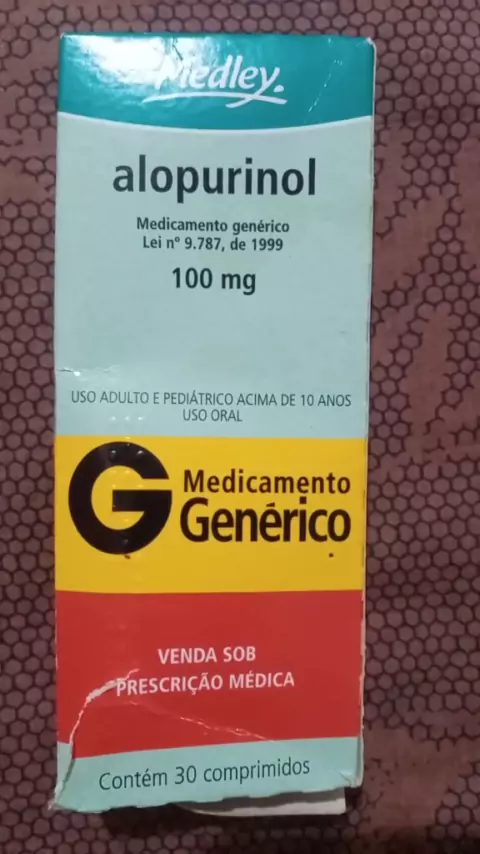 Medley.
alopurinol
Medicamento genérico
Lei nº 9.787, de 1999
100 mg
USO ADULTO E PEDIÁTRICO ACIMA DE 10 ANOS
USO ORAL
G Medicamento
Genérico
VENDA SOB
PRESCRIÇÃO MÉDICA
Contém 30 comprimidos